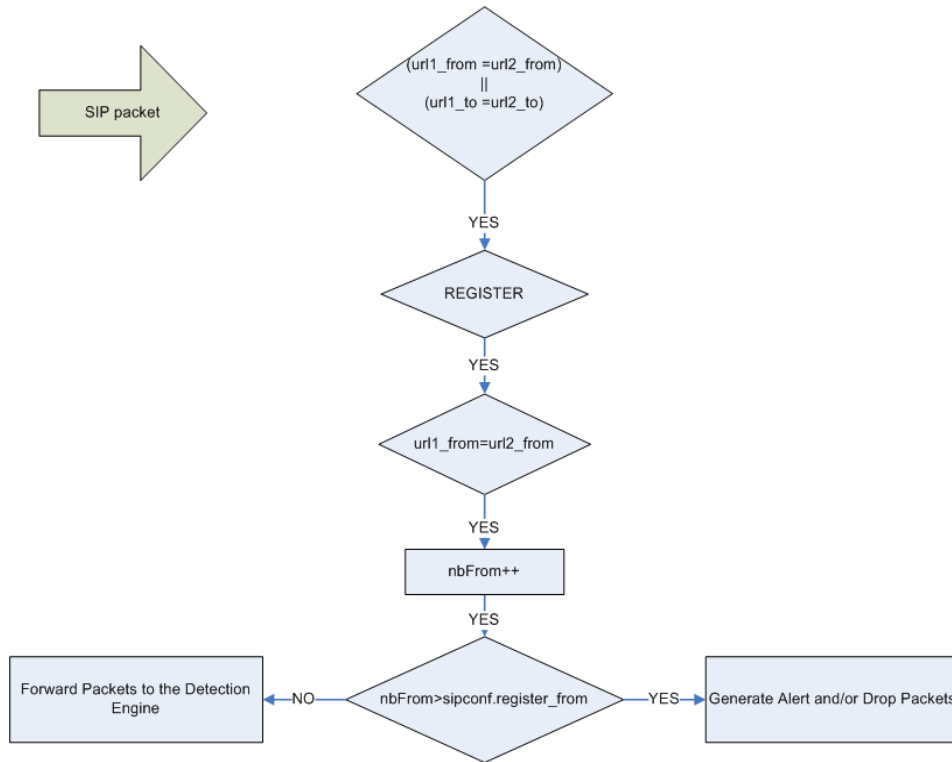 (url1_from =url2_from)
||
(url1_to =url2_to)
SIP packet
YES
REGISTER
YES
url1_from=url2_from
YES
nbFrom++
YES
Forward Packets to the Detection
Engine
NO
nbFrom>sipconf.register_from
YES
Generate Alert and/or Drop Packets